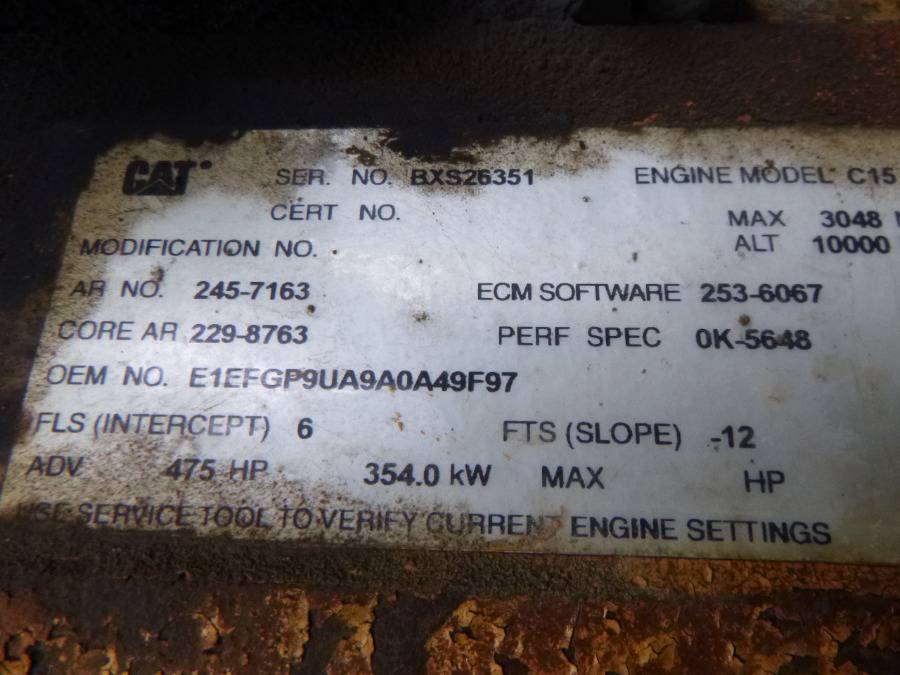 CAT SER. NO. BXS26351 ENGINE MODEL C15
CERT NO. MAX 3048
MODIFICATION NO. ALT 10000
AR NO. 245-7163 ECM SOFTWARE 253-6067
CORE AR 229-8763 PERF SPEC 0K-5648
OEM NO. E1EFGP9UA9A0A49F97
FLS (INTERCEPT) 6 FTS (SLOPE) -12
ADV 475 HP 354.0 kW MAX HP
USE SERVICE TOOL TO VERIFY CURRENT ENGINE SETTINGS